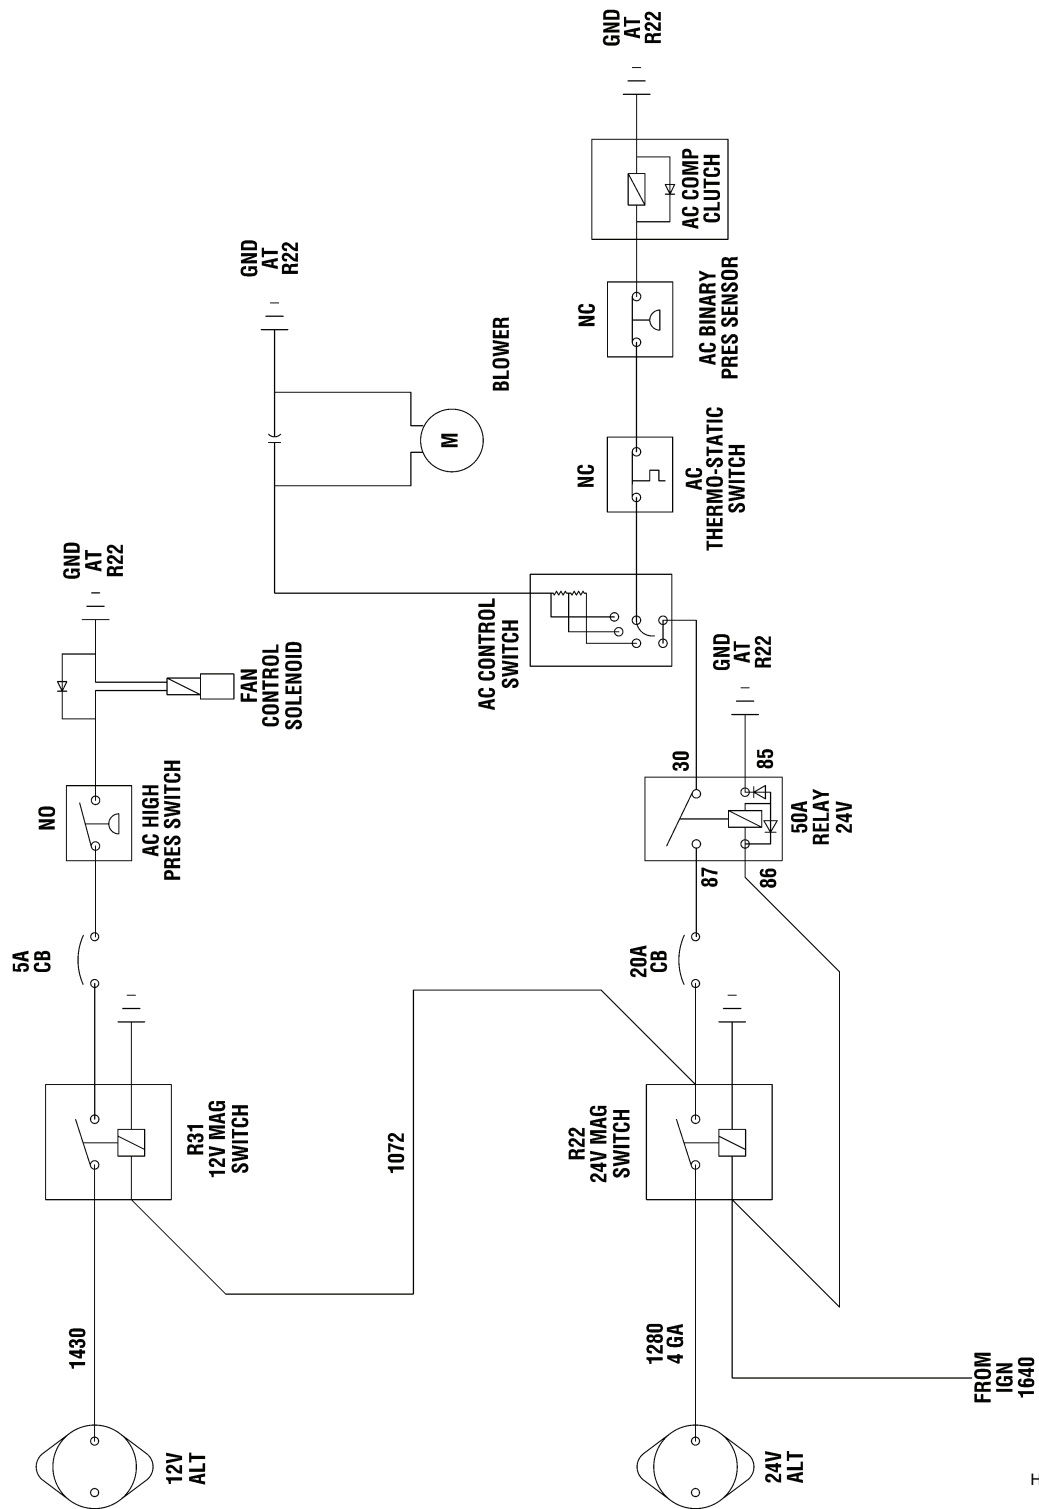 12V
ALT
1430
R31
12V MAG
SWITCH
5A
CB
NO
AC HIGH
PRES SWITCH
FAN
CONTROL
SOLENOID
GND
AT
R22
1072
GND
AT
R22
BLOWER
M
AC CONTROL
SWITCH
24V
ALT
1280
4 GA
R22
24V MAG
SWITCH
20A
CB
87
30
86
85
50A
RELAY
24V
GND
AT
R22
NC
AC
THERMO-STATIC
SWITCH
NC
AC BINARY
PRES SENSOR
AC COMP
CLUTCH
GND
AT
R22
FROM
IGN
1640
H